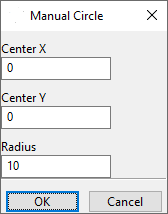 Manual Circle
Center X
0
Center Y
0
Radius
10
OK Cancel